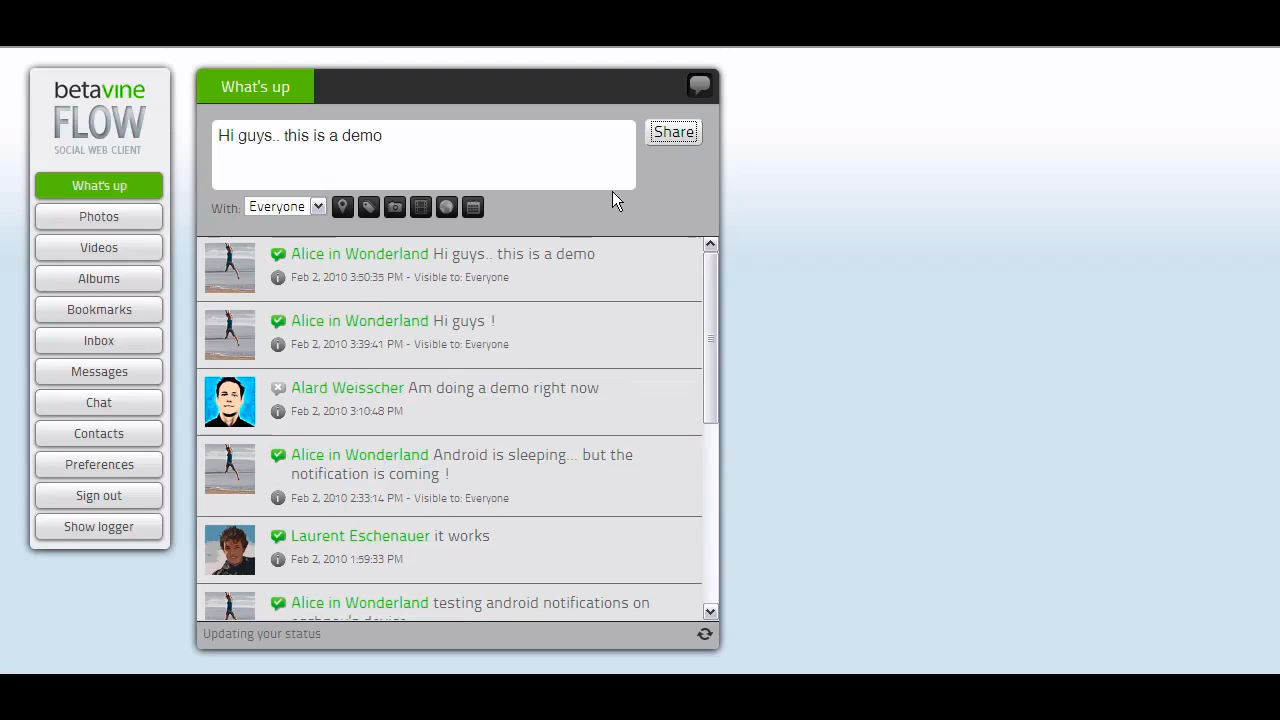 betavine
FLOW
SOCIAL WEB CLIENT
What's up
Photos
Videos
Albums
Bookmarks
Inbox
Messages
Chat
Contacts
Preferences
Sign out
Show logger
What's up
Hi guys.. this is a demo
Share
With: Everyone
Alice in Wonderland Hi guys.. this is a demo
Feb 2, 2010 3:50:35 PM - Visible to: Everyone
Alice in Wonderland Hi guys !
Feb 2, 2010 3:39:41 PM - Visible to: Everyone
Alard Weisscher Am doing a demo right now
Feb 2, 2010 3:10:48 PM
Alice in Wonderland Android is sleeping... but the
notification is coming !
Feb 2, 2010 2:33:14 PM - Visible to: Everyone
Laurent Eschenauer it works
Feb 2, 2010 1:59:33 PM
Alice in Wonderland testing android notifications on
Updating your status